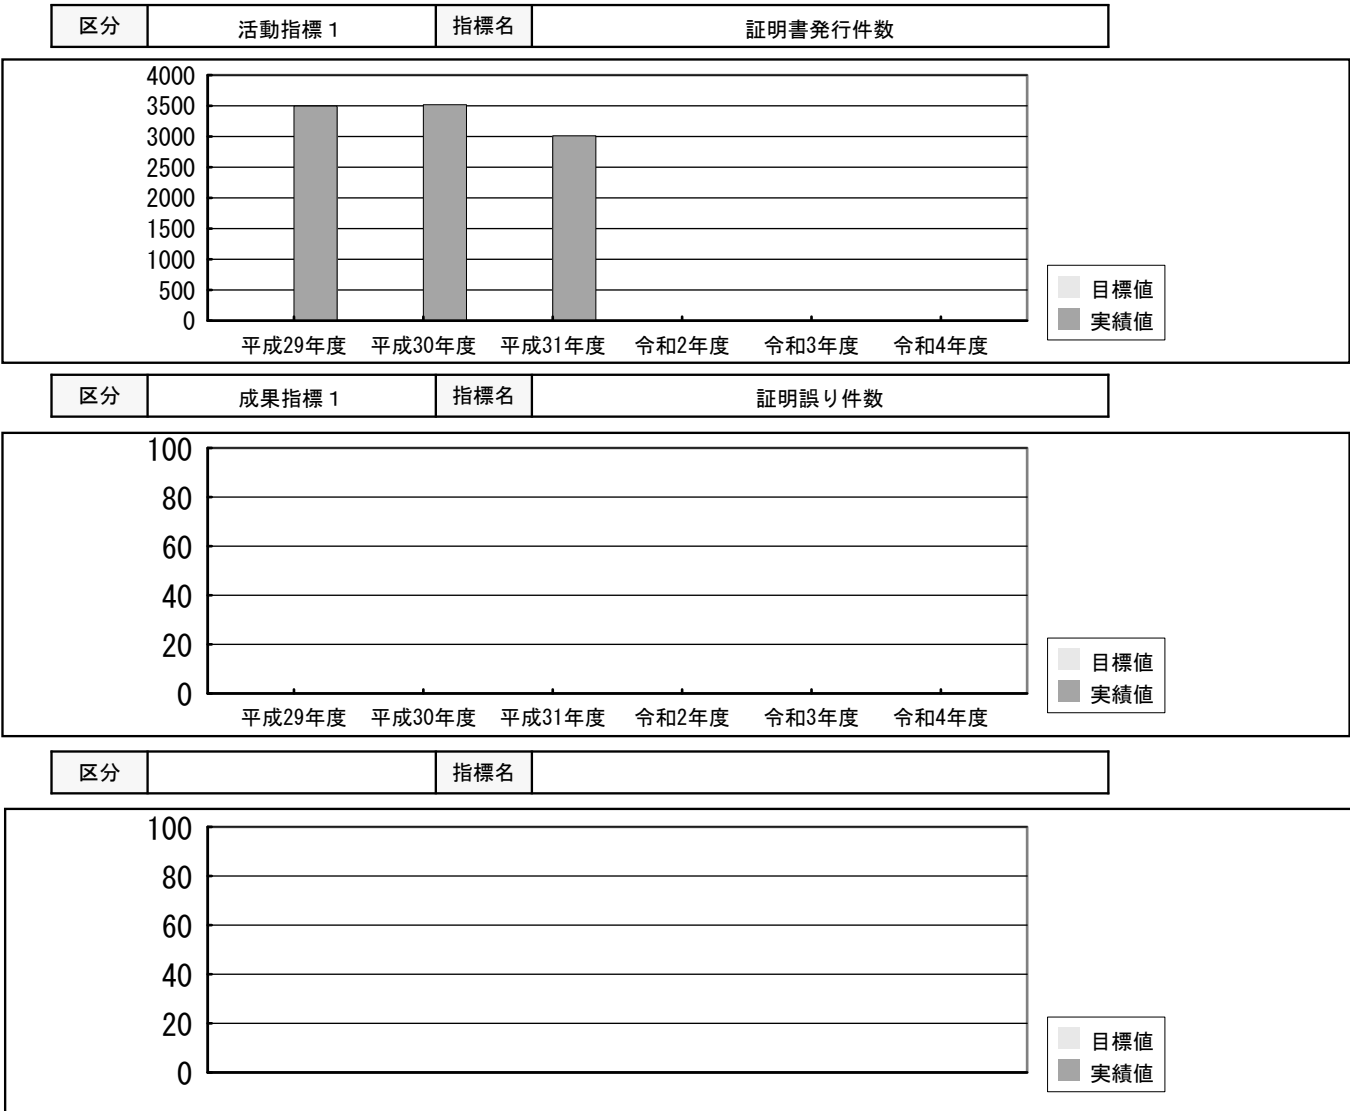 区分 活動指標１ 指標名 証明書発行件数
4000
3500
3000
2500
2000
1500
1000
500
0
平成29年度 平成30年度 平成31年度 令和2年度 令和3年度 令和4年度
目標値
実績値
区分 成果指標１ 指標名 証明誤り件数
100
80
60
40
20
0
平成29年度 平成30年度 平成31年度 令和2年度 令和3年度 令和4年度
目標値
実績値
区分 指標名
100
80
60
40
20
0
目標値
実績値